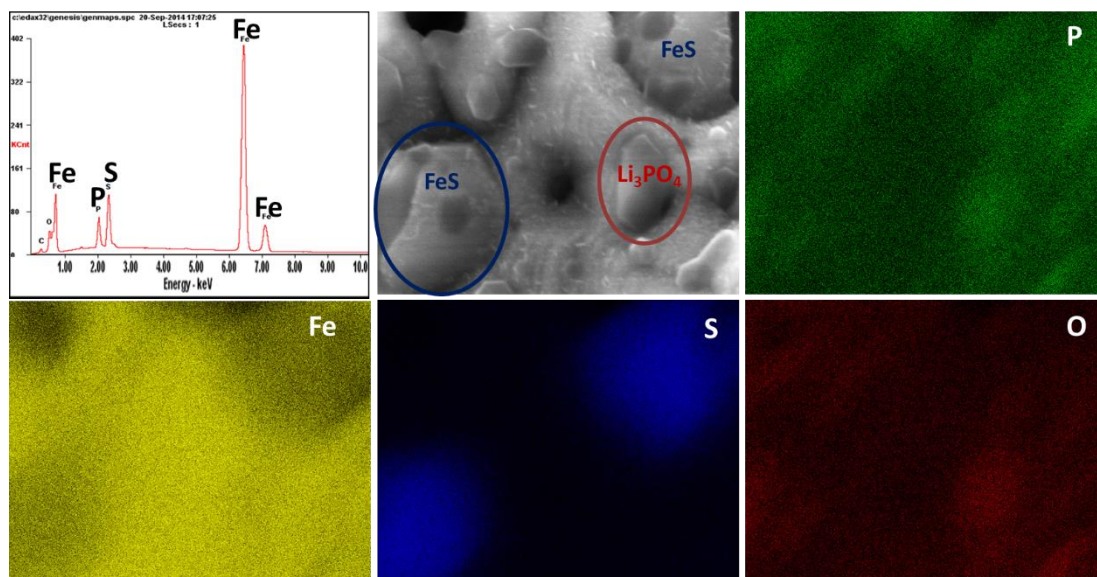 c:\edax32\genesis\genmaps.spc 20-Sep-2014 17:07:25
LSecs : 1
Fe
402
Fe
322
241
KCnt
161
Fe
Fe
S
S
P
P
80
O
C
Fe
Fe
1.00 2.00 3.00 4.00 5.00 6.00 7.00 8.00 9.00 10.0
Energy - keV
FeS
FeS
Li₃PO₄
P
Fe
S
O